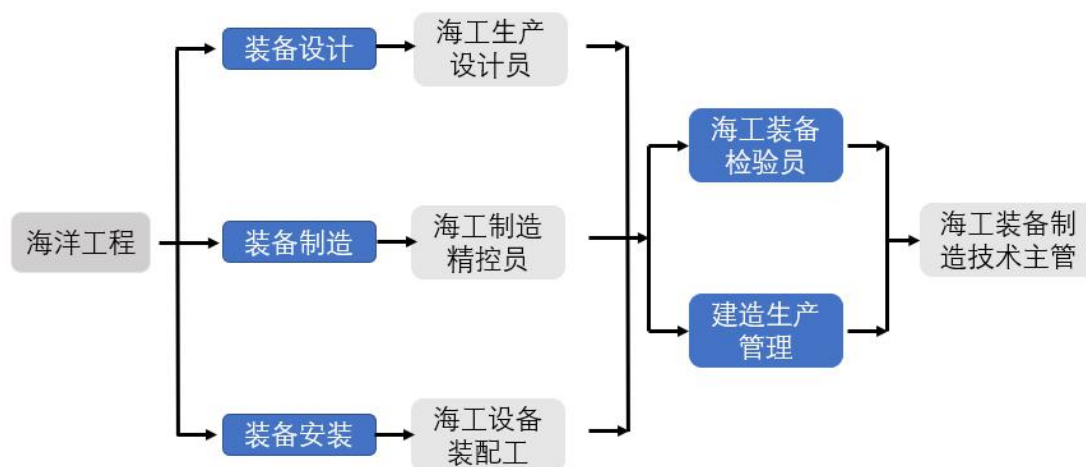 海洋工程
装备设计
海工生产
设计员
装备制造
海工制造
精控员
装备安装
海工设备
装配工
海工装备
检验员
建造生产
管理
海工装备制
造技术主管